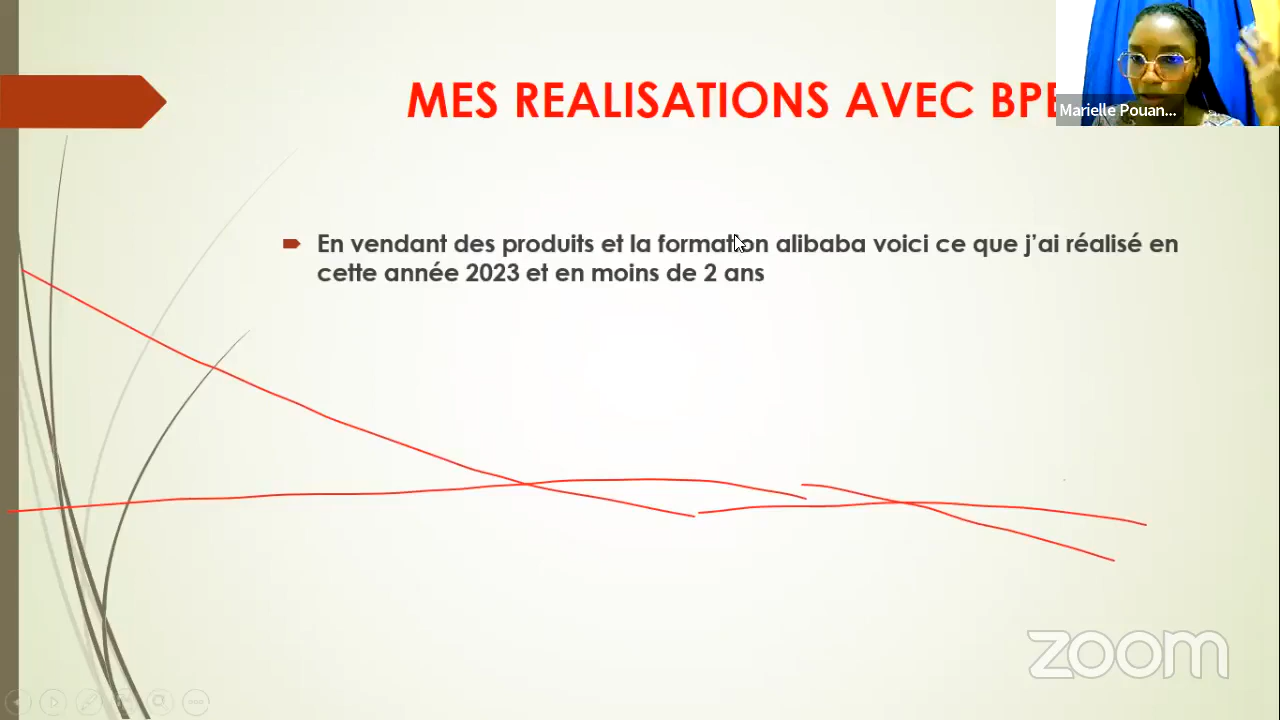 MES REALISATIONS AVEC BPE
Marielle Pouan...
En vendant des produits et la formation alibaba voici ce que j'ai réalisé en
cette année 2023 et en moins de 2 ans
zoom